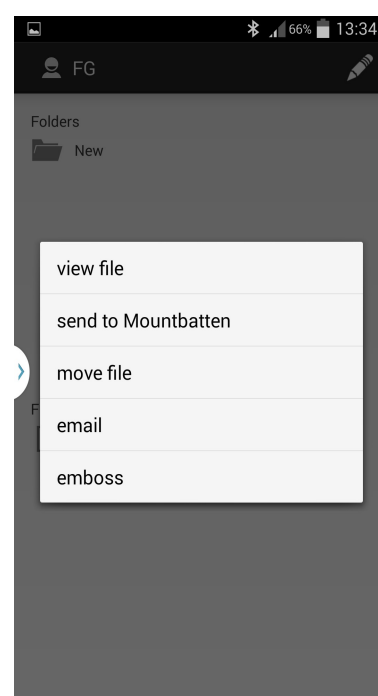 66% 13:34
FG
Folders
New
view file
send to Mountbatten
move file
F
email
emboss